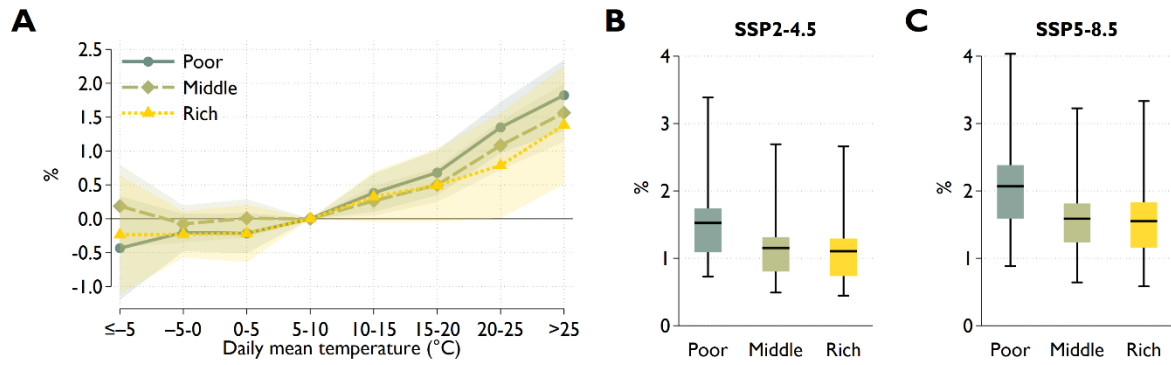 A
2.5
2.0
1.5
1.0
0.5
0.0
-0.5
-1.0
%
Poor
Middle
Rich
≤–5
–5-0
0-5
5-10
10-15
15-20
20-25
>25
Daily mean temperature (°C)
B
SSP2-4.5
4
3
2
1
0
%
Poor
Middle
Rich
C
SSP5-8.5
4
3
2
1
0
%
Poor
Middle
Rich